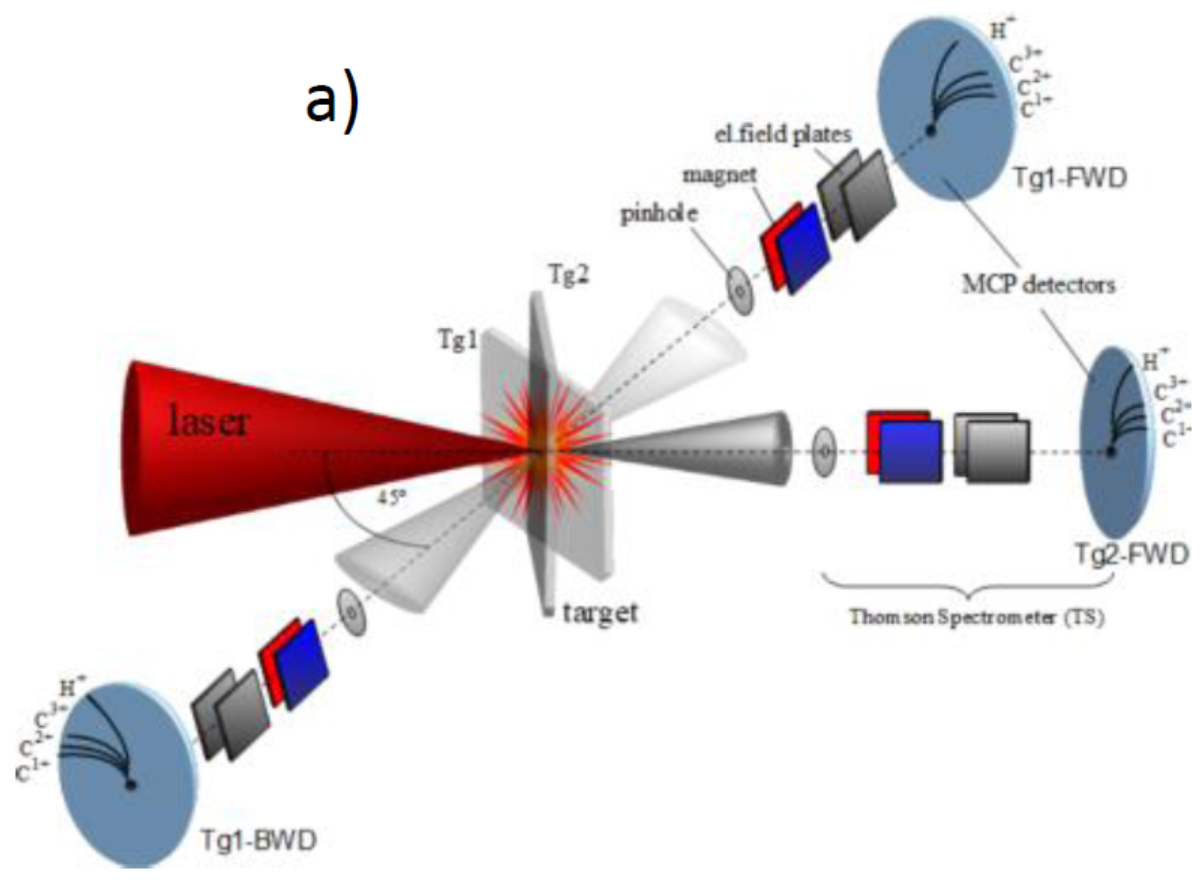 a)
H+
C3+
C2+
C1+
el.field plates
Tg1-FWD
magnet
pinhole
MCP detectors
Tg2
Tg1
laser
45°
H+
C3+
C2+
C1+
Tg2-FWD
target
Thomson Spectrometer (TS)
H+
C3+
C2+
C1+
Tg1-BWD